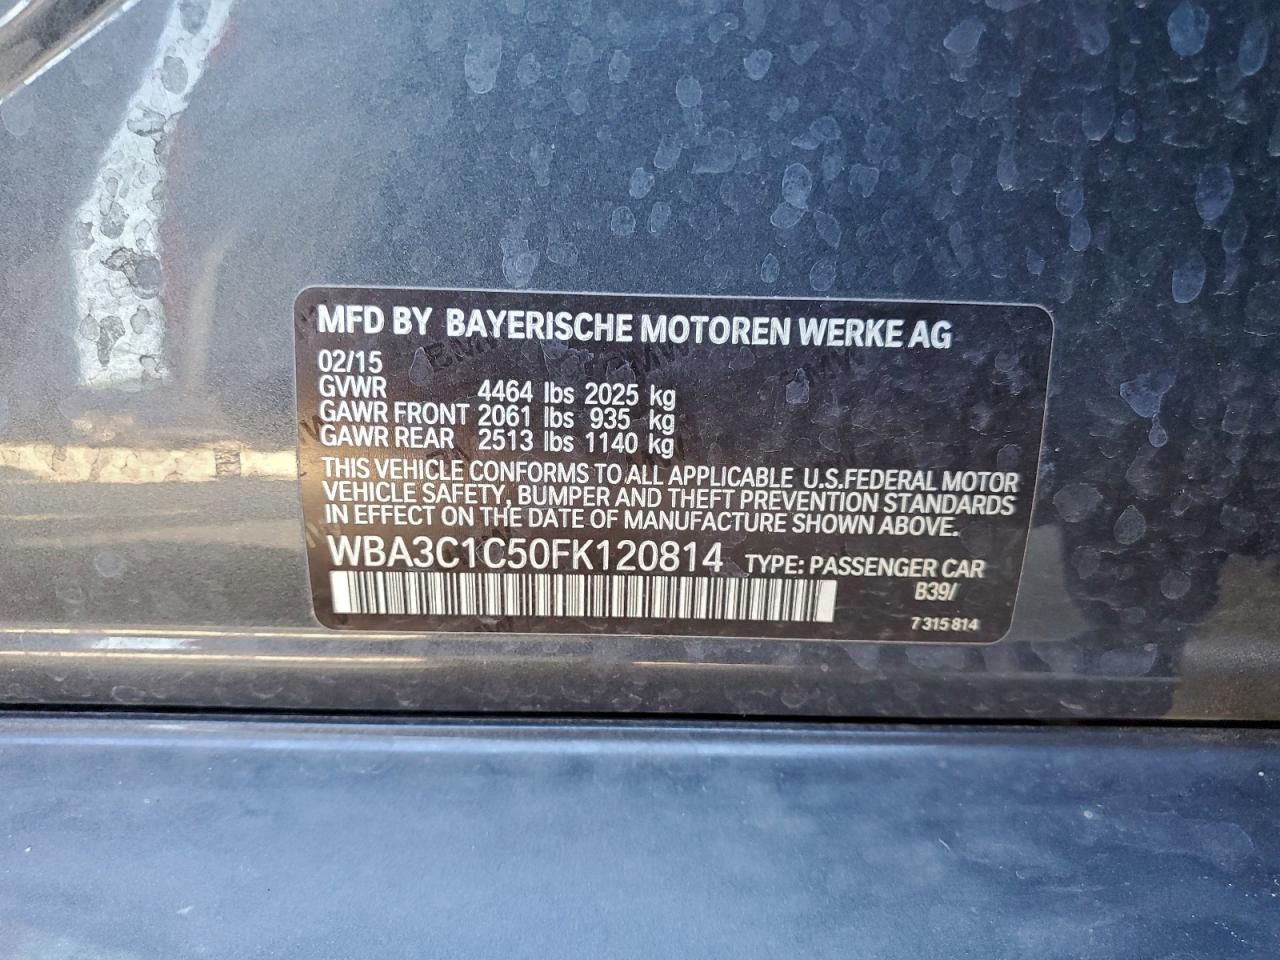 MFD BY BAYERISCHE MOTOREN WERKE AG
02/15
GVWR 4464 lbs 2025 kg
GAWR FRONT 2061 lbs 935 kg
GAWR REAR 2513 lbs 1140 kg
THIS VEHICLE CONFORMS TO ALL APPLICABLE U.S.FEDERAL MOTOR
VEHICLE SAFETY, BUMPER AND THEFT PREVENTION STANDARDS
IN EFFECT ON THE DATE OF MANUFACTURE SHOWN ABOVE.
WBA3C1C50FK120814 TYPE: PASSENGER CAR
B39/
7 315 814